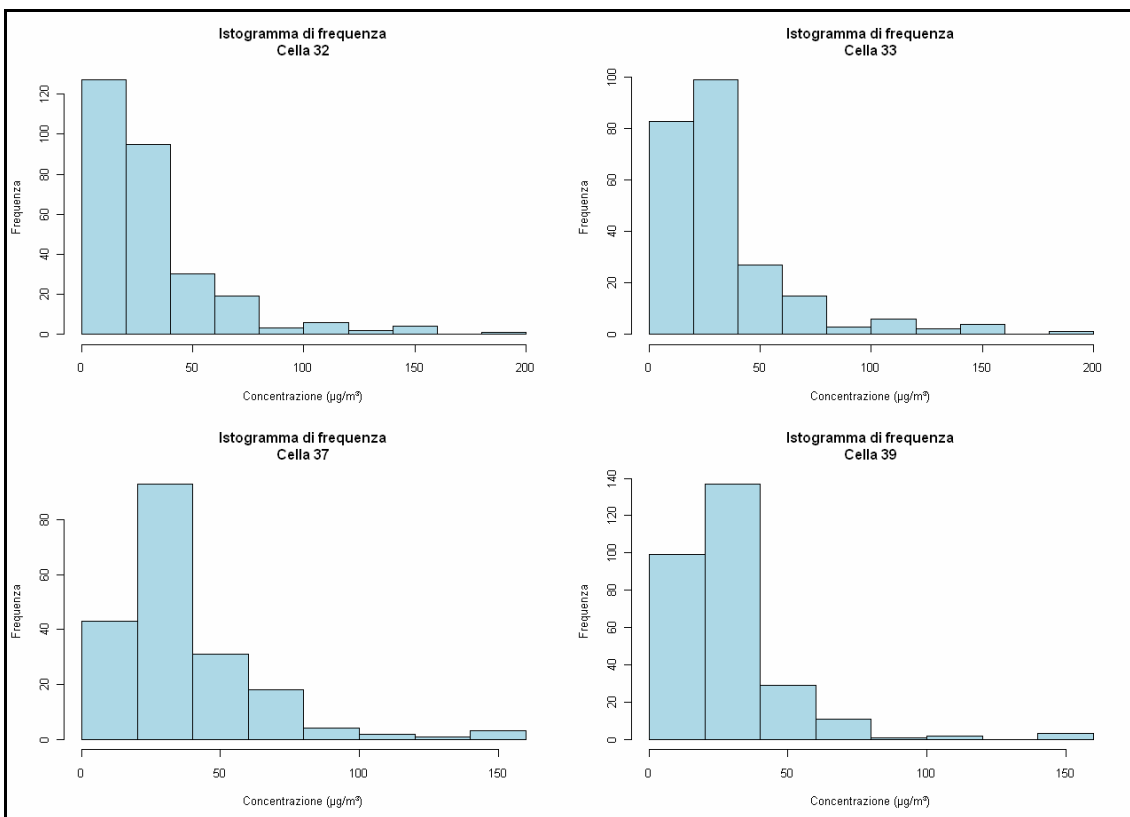 Istogramma di frequenza
Cella 32
Frequenza
0 20 40 60 80 100 120
0 50 100 150 200
Concentrazione (µg/m³)
Istogramma di frequenza
Cella 33
Frequenza
0 20 40 60 80 100
0 50 100 150 200
Concentrazione (µg/m³)
Istogramma di frequenza
Cella 37
Frequenza
0 20 40 60 80
0 50 100 150
Concentrazione (µg/m³)
Istogramma di frequenza
Cella 39
Frequenza
0 20 40 60 80 100 120 140
0 50 100 150
Concentrazione (µg/m³)